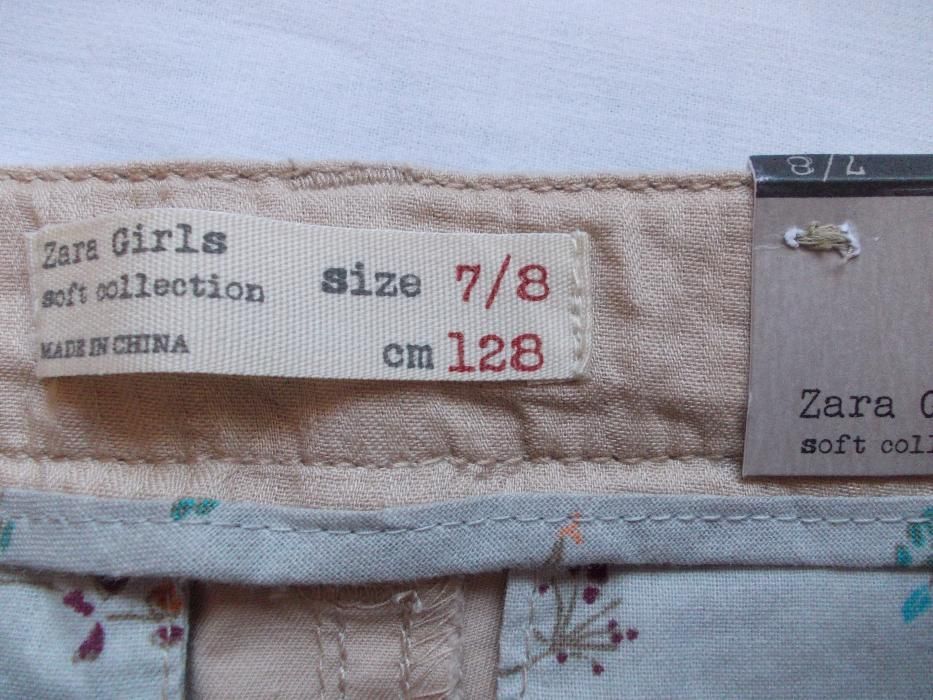 Zara Girls
soft collection
MADE IN CHINA
size 7/8
cm 128
7/8
Zara G
soft coll